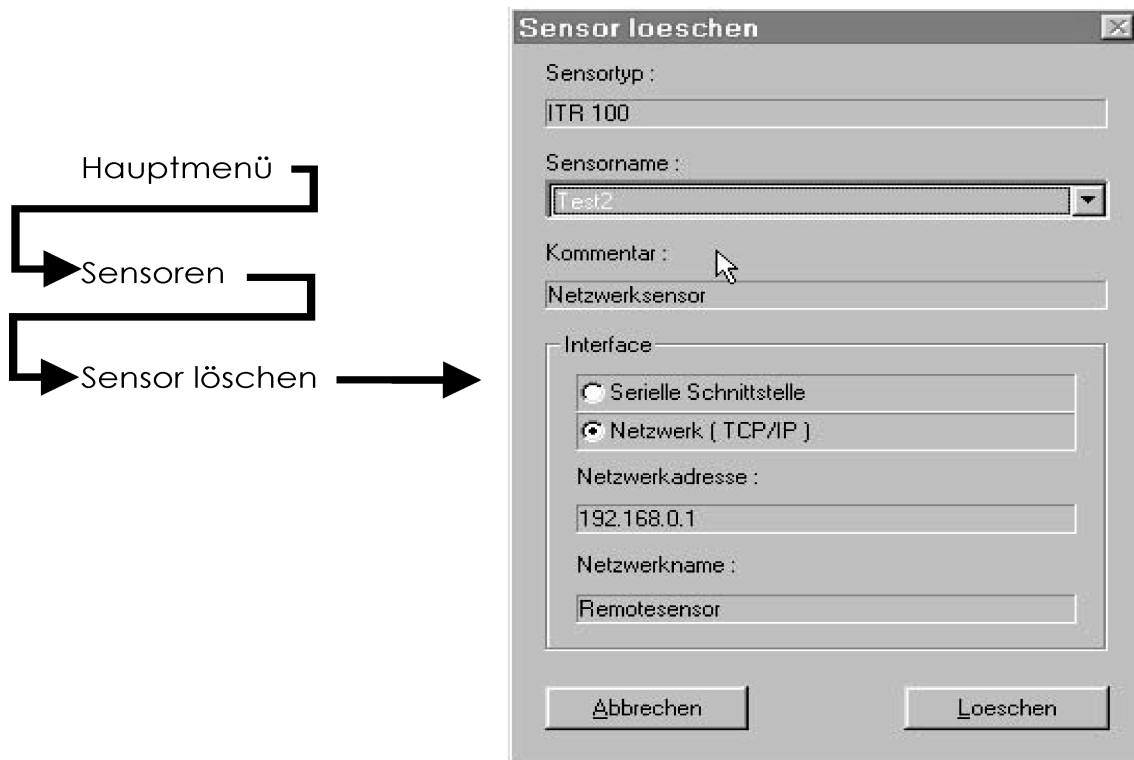 Hauptmenü
Sensoren
Sensor löschen
Sensor loeschen
Sensortyp :
ITR 100
Sensorname :
Test2
Kommentar :
Netzwerksensor
Interface
Serielle Schnittstelle
Netzwerk ( TCP/IP )
Netzwerkadresse :
192.168.0.1
Netzwerkname :
Remotesensor
Abbrechen
Loeschen